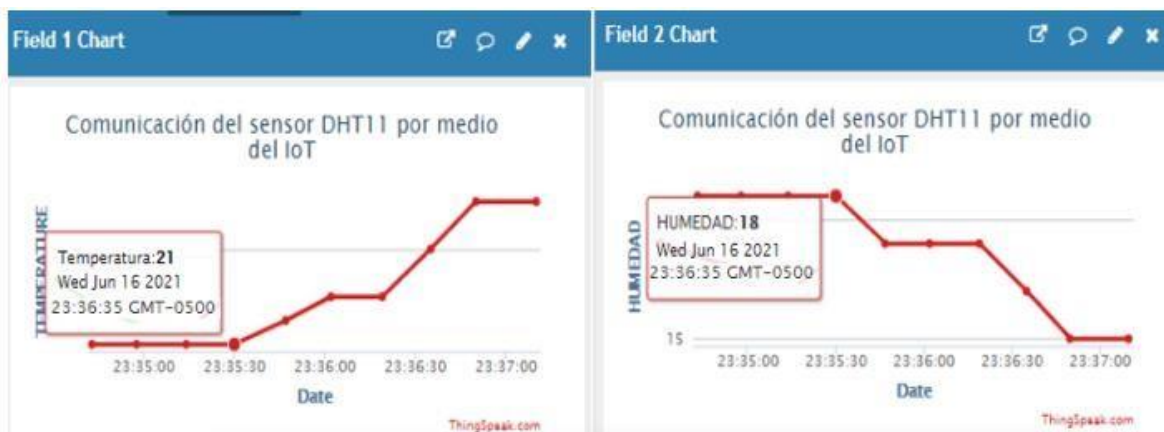 Field 1 Chart
Comunicación del sensor DHT11 por medio
del IoT
TEMPERATURE
Temperatura:21
Wed Jun 16 2021
23:36:35 GMT-0500
23:35:00 23:35:30 23:36:00 23:36:30 23:37:00
Date
ThingSpeak.com
Field 2 Chart
Comunicación del sensor DHT11 por medio
del IoT
HUMEDAD
HUMEDAD:18
Wed Jun 16 2021
23:36:35 GMT-0500
15
23:35:00 23:35:30 23:36:00 23:36:30 23:37:00
Date
ThingSpeak.com